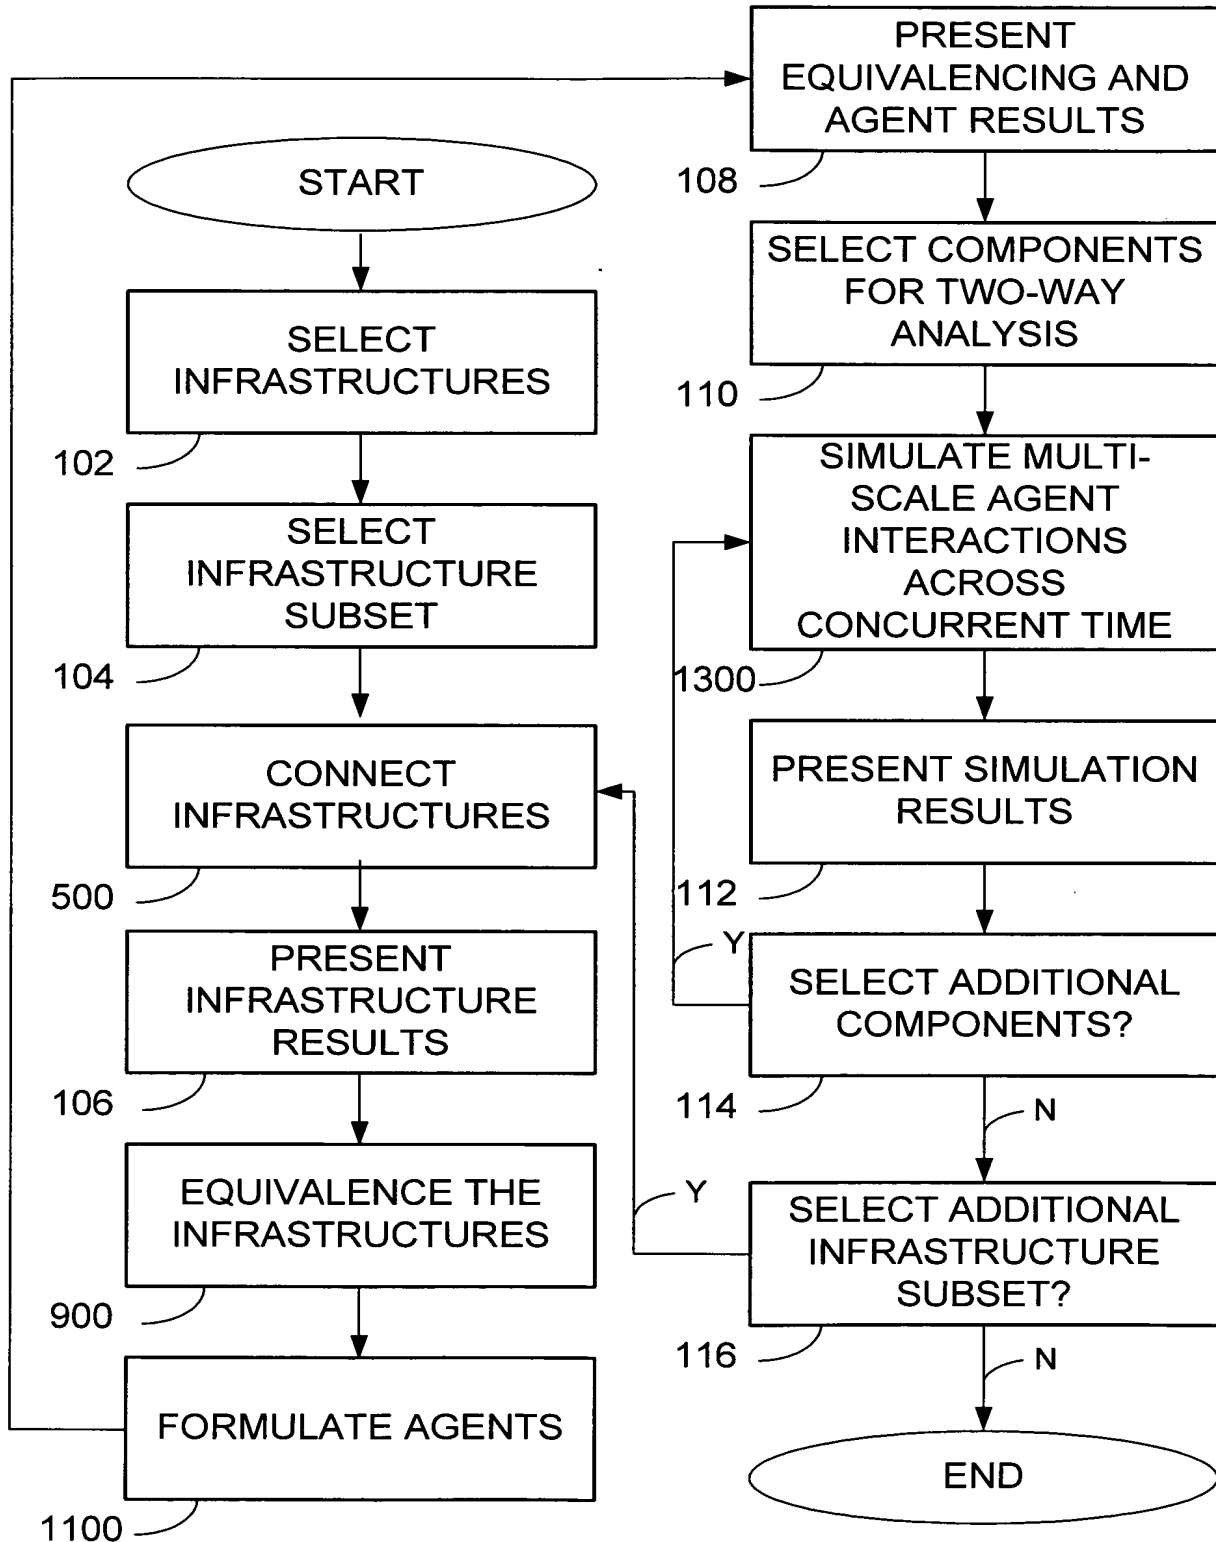 START
SELECT
INFRASTRUCTURES
102
SELECT
INFRASTRUCTURE
SUBSET
104
CONNECT
INFRASTRUCTURES
500
PRESENT
INFRASTRUCTURE
RESULTS
106
EQUIVALENCE THE
INFRASTRUCTURES
900
FORMULATE AGENTS
1100
PRESENT
EQUIVALENCING AND
AGENT RESULTS
108
SELECT COMPONENTS
FOR TWO-WAY
ANALYSIS
110
SIMULATE MULTI-
SCALE AGENT
INTERACTIONS
ACROSS
CONCURRENT TIME
1300
PRESENT SIMULATION
RESULTS
112
Y
SELECT ADDITIONAL
COMPONENTS?
114
N
Y
SELECT ADDITIONAL
INFRASTRUCTURE
SUBSET?
116
N
END